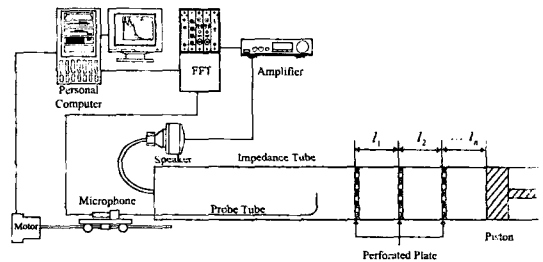 FFT
Amplifier
Personal
Computer
Speaker
Impedance Tube
l1
l2
... ln
Microphone
Probe Tube
Motor
Perforated Plate
Piston